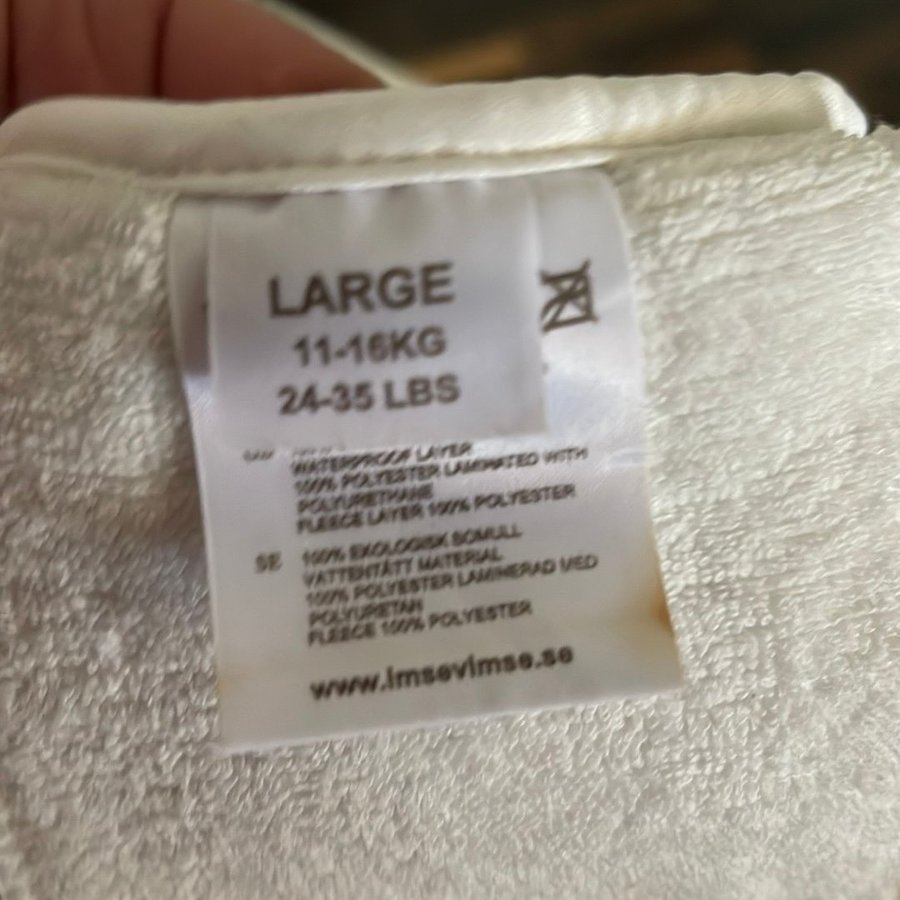 LARGE
11-16KG
24-35 LBS
WATERPROOF LAYER
100% POLYESTER LAMINATED WITH
POLYURETHANE
FLEECE LAYER 100% POLYESTER
SE 100% EKOLOGISK BOMULL
VATTENTÄTT MATERIAL
100% POLYESTER LAMINERAD MED
POLYURETAN
FLEECE 100% POLYESTER
www.imsevimse.se